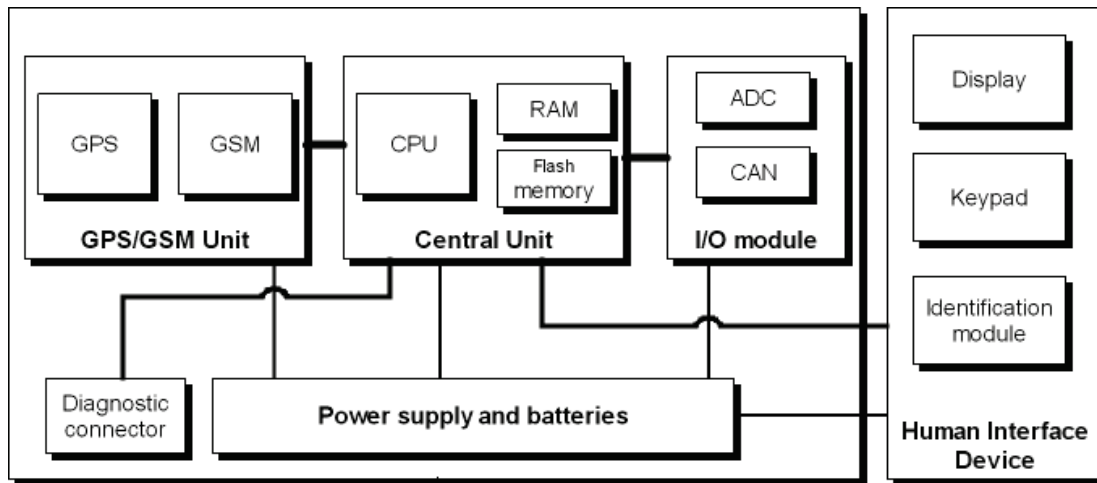 GPS
GSM
GPS/GSM Unit
CPU
RAM
Flash
memory
Central Unit
ADC
CAN
I/O module
Display
Keypad
Identification
module
Human Interface
Device
Diagnostic
connector
Power supply and batteries